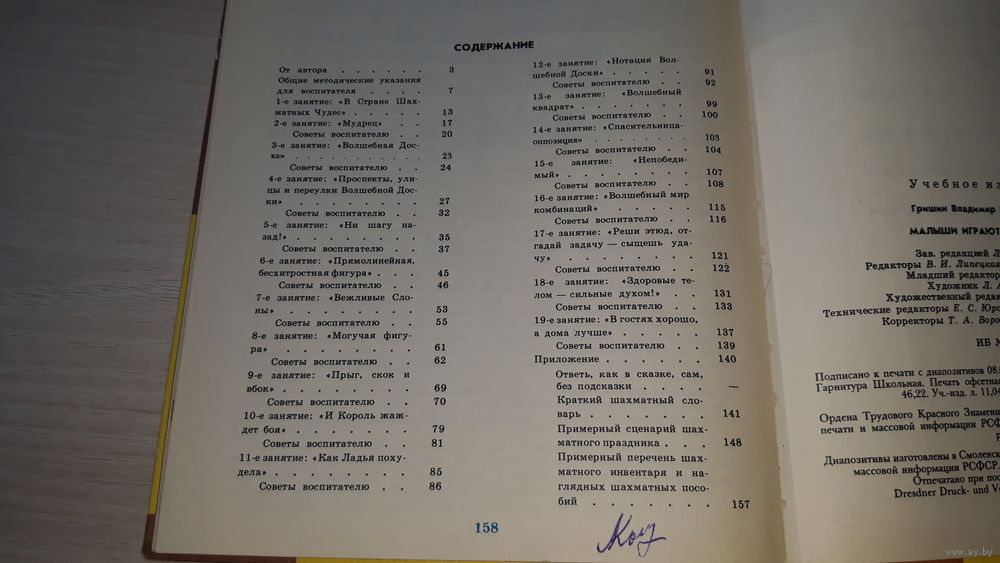 СОДЕРЖАНИЕ
От автора . . . . . . 3
Общие методические указания
для воспитателя . . . . 7
1-е занятие: «В Стране Шах-
матных Чудес» . . . . 13
2-е занятие: «Мудрец» . . 17
Советы воспитателю . . 20
3-е занятие: «Волшебная Дос-
ка» . . . . . . . . . . 23
Советы воспитателю . . 24
4-е занятие: «Проспекты, ули-
цы и переулки Волшебной Дос-
ки» . . . . . . . . 27
Советы воспитателю . . 32
5-е занятие: «Ни шагу на-
зад!» . . . . . . . . 35
Советы воспитателю . . 37
6-е занятие: «Прямолинейная,
бесхитростная фигура» . . . 45
Советы воспитателю . . 46
7-е занятие: «Вежливые Сло-
ны» . . . . . . . . 53
Советы воспитателю . . 55
8-е занятие: «Могучая фигу-
ра» . . . . . . . . 61
Советы воспитателю . . 62
9-е занятие: «Прыг, скок и
вбок» . . . . . . . . 69
Советы воспитателю . . 70
10-е занятие: «И Король жаж-
дет боя» . . . . . . . 79
Советы воспитателю . . 81
11-е занятие: «Как Ладья поху-
дела» . . . . . . . . 85
Советы воспитателю . . 86
12-е занятие: «Нотация Вол-
шебной Доски» . . . . . 91
Советы воспитателю . . 92
13-е занятие: «Волшебный
квадрат» . . . . . . . 99
Советы воспитателю . . 100
14-е занятие: «Спасительница-
оппозиция» . . . . . . 103
Советы воспитателю . . 104
15-е занятие: «Непобеди-
мый» . . . . . . . . 107
Советы воспитателю . . 108
16-е занятие: «Волшебный мир
комбинаций» . . . . . 115
Советы воспитателю . . 116
17-е занятие: «Реши этюд, от-
гадай задачу — сыщешь уда-
чу» . . . . . . . . 121
Советы воспитателю . . 122
18-е занятие: «Здоровые те-
лом — сильные духом!» . . 131
Советы воспитателю . . 133
19-е занятие: «В гостях хорошо,
а дома лучше» . . . . . 137
Советы воспитателю . . 139
Приложение . . . . . . 140
Ответь, как в сказке, сам,
без подсказки . . . . —
Краткий шахматный сло-
варь . . . . . . . 141
Примерный сценарий шах-
матного праздника . . . 148
Примерный перечень шах-
матного инвентаря и на-
глядных шахматных посо-
бий . . . . . . . 157
158
Учебное из
Гришин Владимир
МАЛЫШИ ИГРАЮТ
Зав. редакцией Л
Редакторы В. И. Липецкая
Младший редактор
Художник Л. А
Художественный редактор
Технические редакторы Е. С. Юро
Корректоры Т. А. Воро
ИБ №
Подписано к печати с диапозитивов 08.
Гарнитура Школьная. Печать офсетная
46,22. Уч.-изд. л. 11,04
Ордена Трудового Красного Знамени
печати и массовой информации РСФ
Диапозитивы изготовлены в Смоленск
массовой информации РСФСР.
Отпечатано при пос
Dresdner Druck- und Ve
www.ay.by